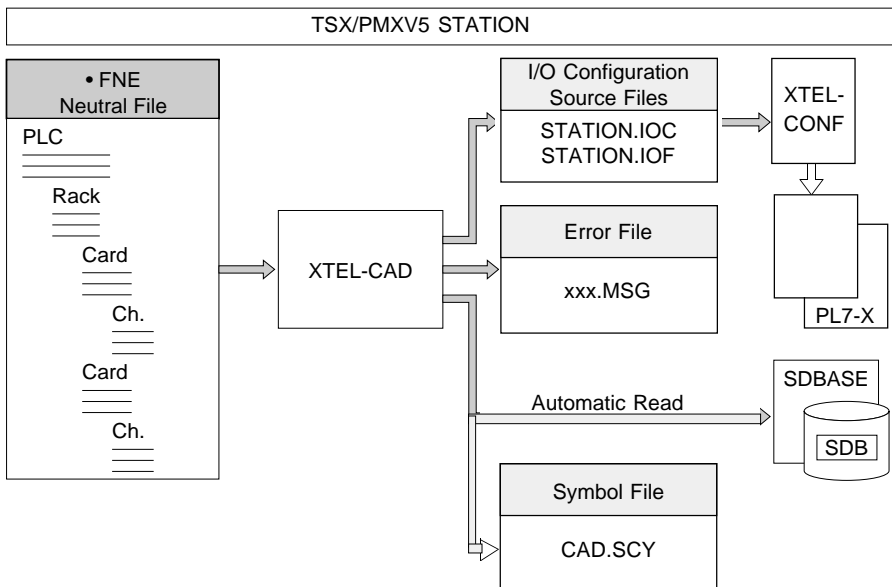 TSX/PMXV5 STATION
• FNE
Neutral File
PLC
Rack
Card
Ch.
Card
Ch.
XTEL-CAD
I/O Configuration
Source Files
STATION.IOC
STATION.IOF
XTEL-
CONF
PL7-X
Error File
xxx.MSG
Automatic Read
SDBASE
SDB
Symbol File
CAD.SCY